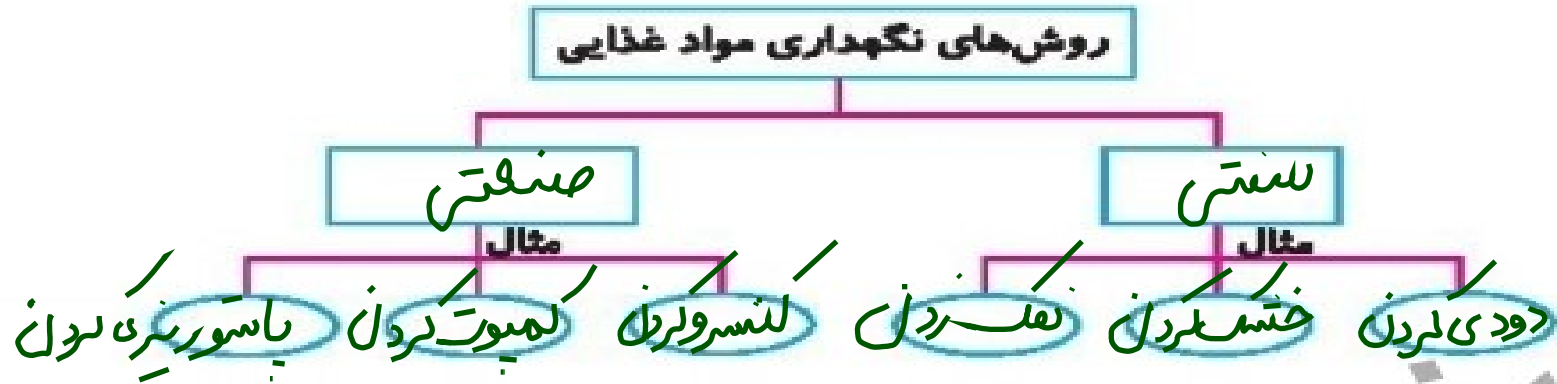 روش‌های نگهداری مواد غذایی
سنتی صنعتی
مثال مثال
دودی کردن خشک کردن نمک زدن کنسرو کردن کمپوت کردن پاستوریزه کردن